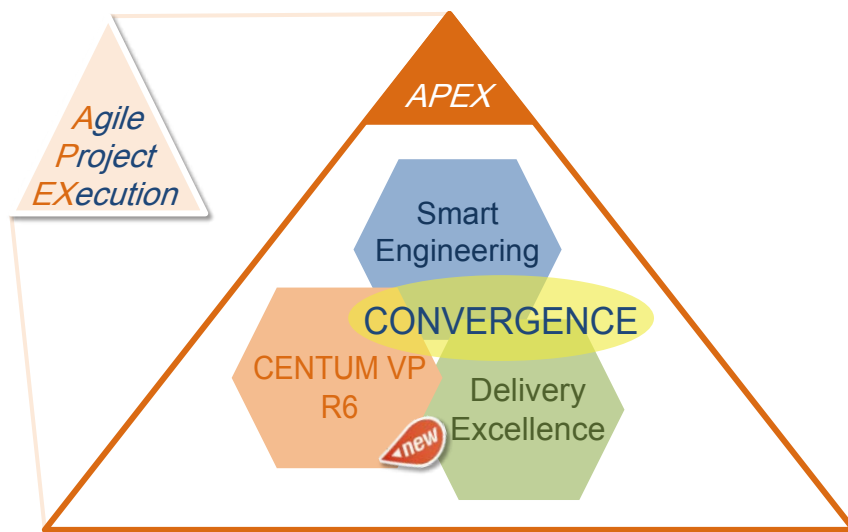 APEX
Agile
Project
EXecution
Smart
Engineering
CONVERGENCE
CENTUM VP
R6
new
Delivery
Excellence